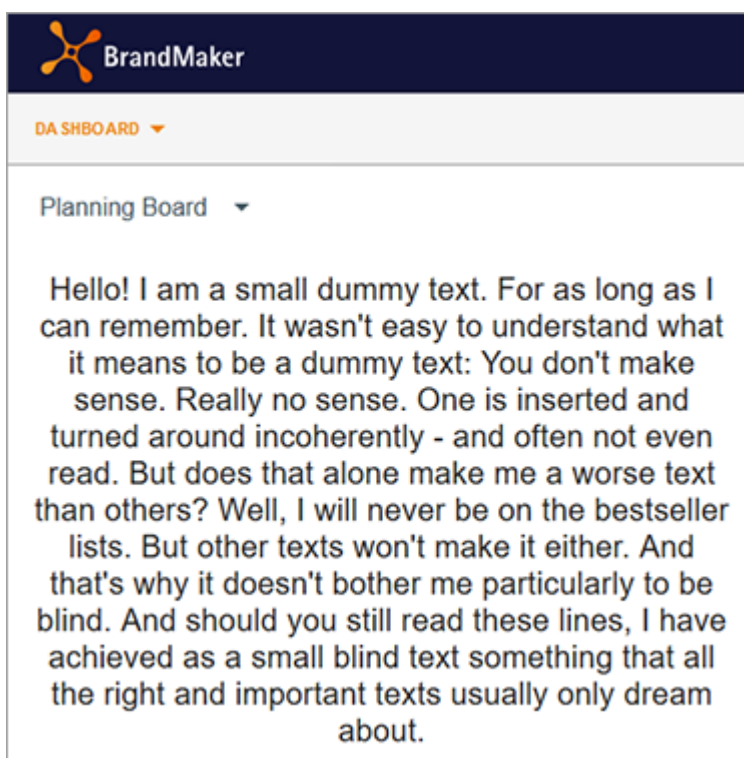 BrandMaker
DASHBOARD
Planning Board
Hello! I am a small dummy text. For as long as I
can remember. It wasn't easy to understand what
it means to be a dummy text: You don't make
sense. Really no sense. One is inserted and
turned around incoherently - and often not even
read. But does that alone make me a worse text
than others? Well, I will never be on the bestseller
lists. But other texts won't make it either. And
that's why it doesn't bother me particularly to be
blind. And should you still read these lines, I have
achieved as a small blind text something that all
the right and important texts usually only dream
about.